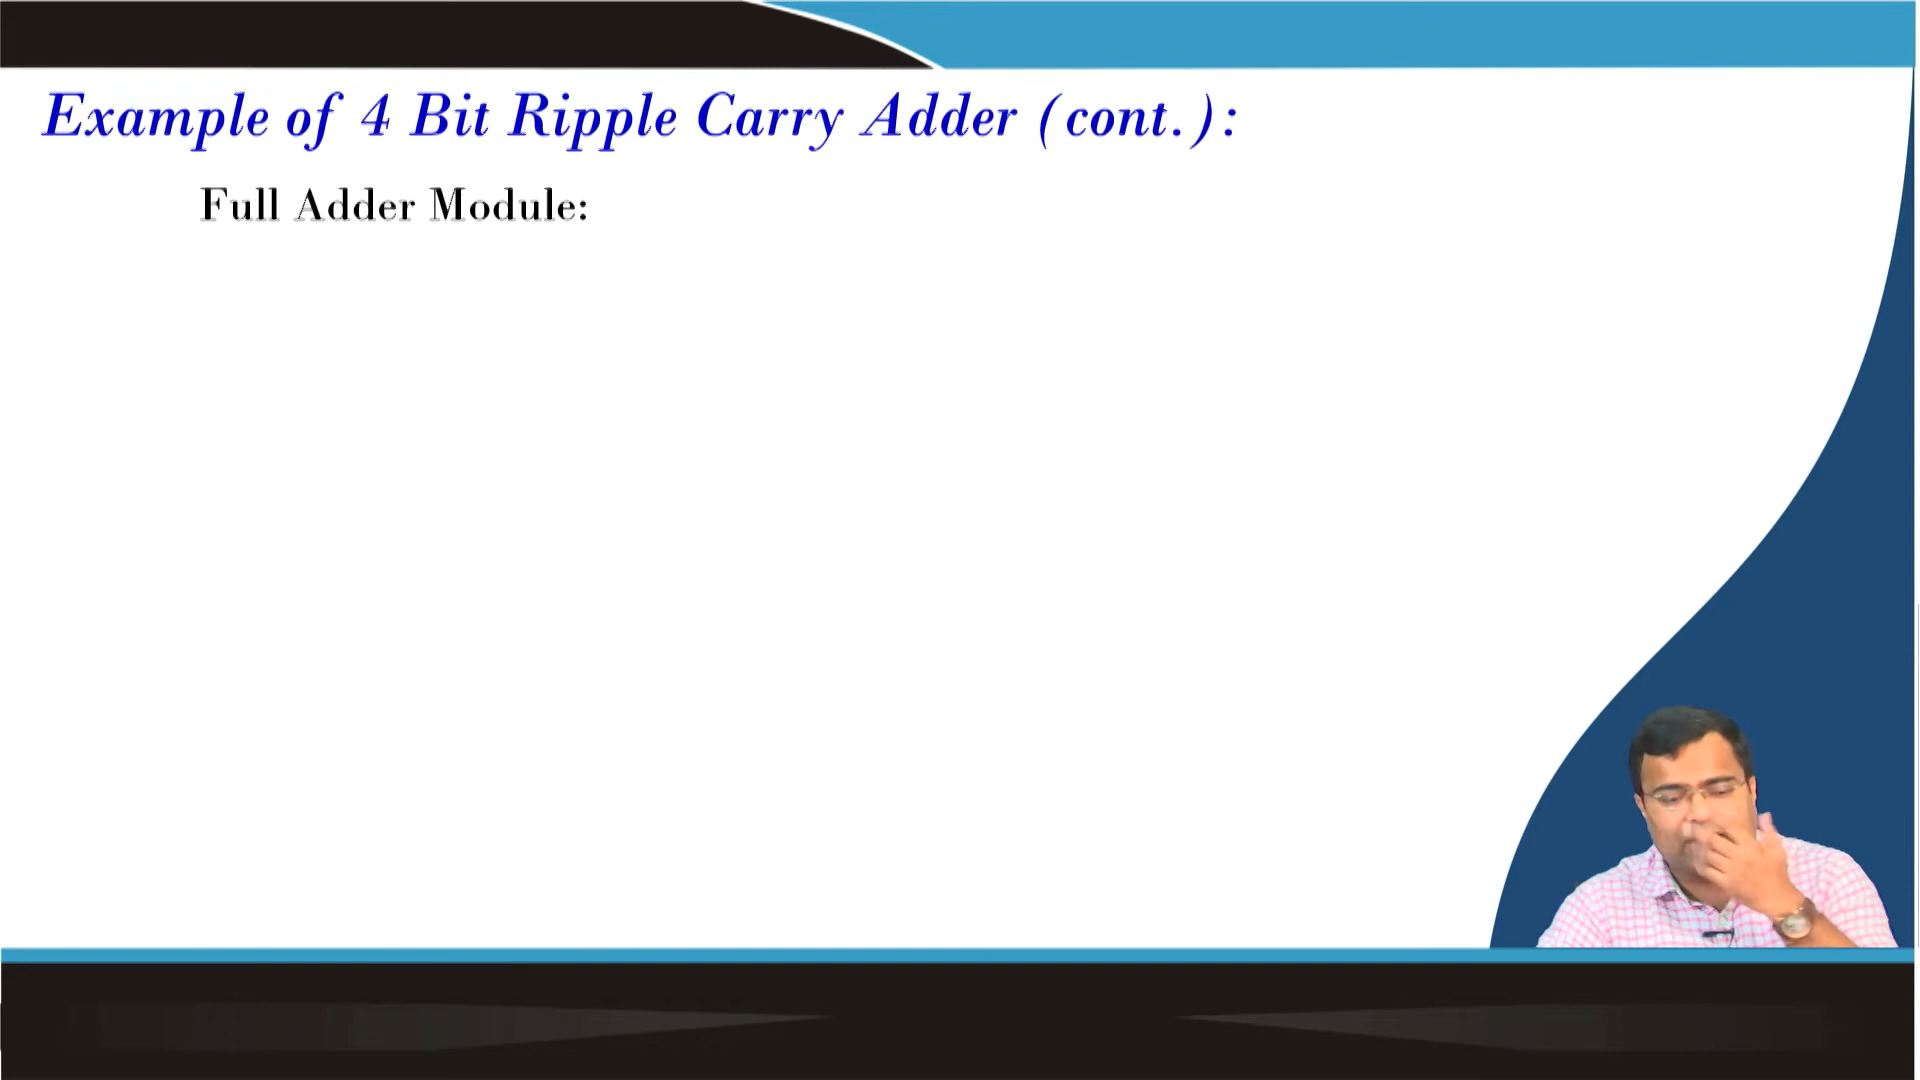 Example of 4 Bit Ripple Carry Adder (cont.):
Full Adder Module: